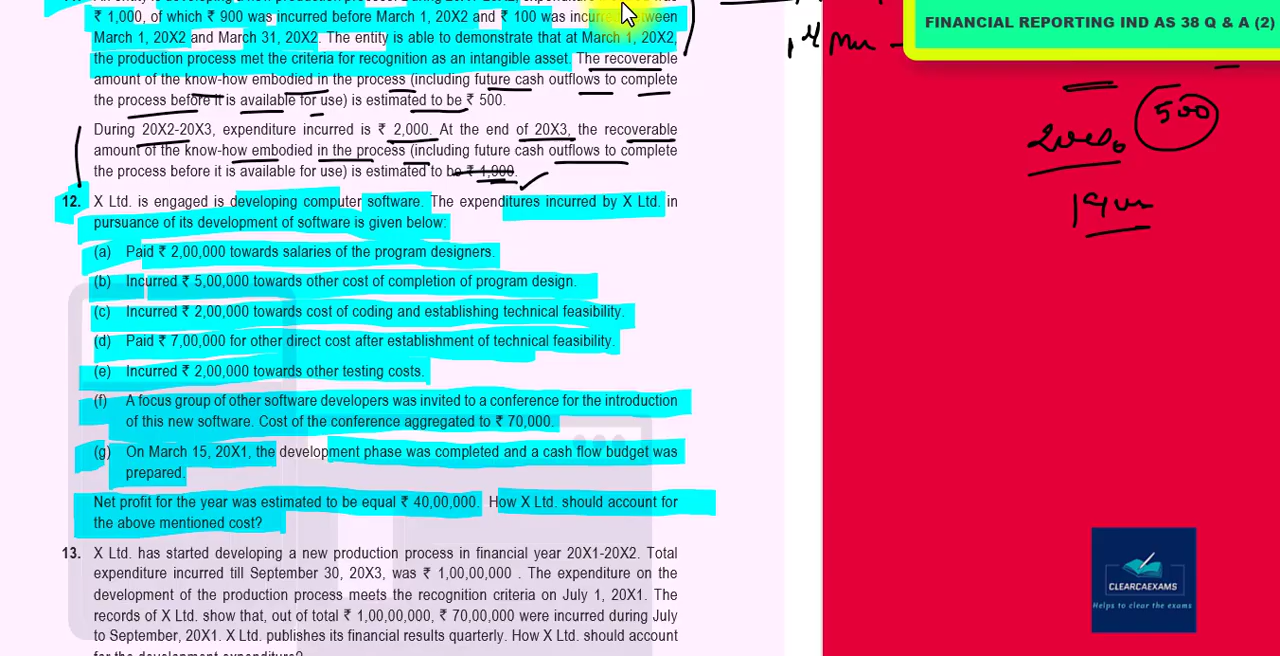 ₹ 1,000, of which ₹ 900 was incurred before March 1, 20X2 and ₹ 100 was incurred between
March 1, 20X2 and March 31, 20X2. The entity is able to demonstrate that at March 1, 20X2,
the production process met the criteria for recognition as an intangible asset. The recoverable
amount of the know-how embodied in the process (including future cash outflows to complete
the process before it is available for use) is estimated to be ₹ 500.
During 20X2-20X3, expenditure incurred is ₹ 2,000. At the end of 20X3, the recoverable
amount of the know-how embodied in the process (including future cash outflows to complete
the process before it is available for use) is estimated to be ₹ 1,000.
12. X Ltd. is engaged is developing computer software. The expenditures incurred by X Ltd. in
pursuance of its development of software is given below:
(a) Paid ₹ 2,00,000 towards salaries of the program designers.
(b) Incurred ₹ 5,00,000 towards other cost of completion of program design.
(c) Incurred ₹ 2,00,000 towards cost of coding and establishing technical feasibility.
(d) Paid ₹ 7,00,000 for other direct cost after establishment of technical feasibility.
(e) Incurred ₹ 2,00,000 towards other testing costs.
(f) A focus group of other software developers was invited to a conference for the introduction
of this new software. Cost of the conference aggregated to ₹ 70,000.
(g) On March 15, 20X1, the development phase was completed and a cash flow budget was
prepared.
Net profit for the year was estimated to be equal ₹ 40,00,000. How X Ltd. should account for
the above mentioned cost?
13. X Ltd. has started developing a new production process in financial year 20X1-20X2. Total
expenditure incurred till September 30, 20X3, was ₹ 1,00,00,000 . The expenditure on the
development of the production process meets the recognition criteria on July 1, 20X1. The
records of X Ltd. show that, out of total ₹ 1,00,00,000, ₹ 70,00,000 were incurred during July
to September, 20X1. X Ltd. publishes its financial results quarterly. How X Ltd. should account
for the development expenditure?
FINANCIAL REPORTING IND AS 38 Q & A (2)
500
CLEARCAEXAMS
Helps to clear the exams